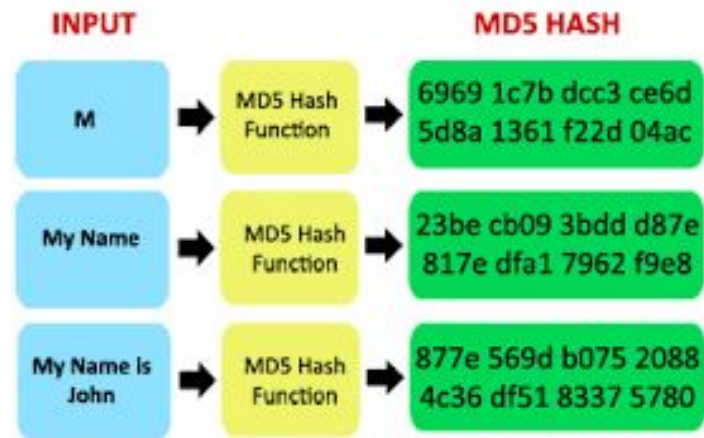 INPUT
MD5 HASH
M
MD5 Hash
Function
6969 1c7b dcc3 ce6d
5d8a 1361 f22d 04ac
My Name
MD5 Hash
Function
23be cb09 3bdd d87e
817e dfa1 7962 f9e8
My Name is
John
MD5 Hash
Function
877e 569d b075 2088
4c36 df51 8337 5780